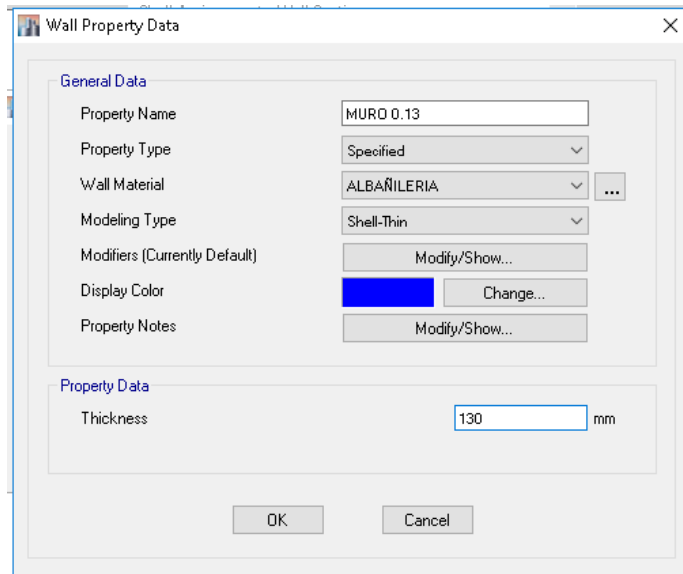 Wall Property Data
General Data
Property Name MURO 0.13
Property Type Specified
Wall Material ALBAÑILERIA ...
Modeling Type Shell-Thin
Modifiers (Currently Default) Modify/Show...
Display Color Change...
Property Notes Modify/Show...
Property Data
Thickness 130 mm
OK Cancel